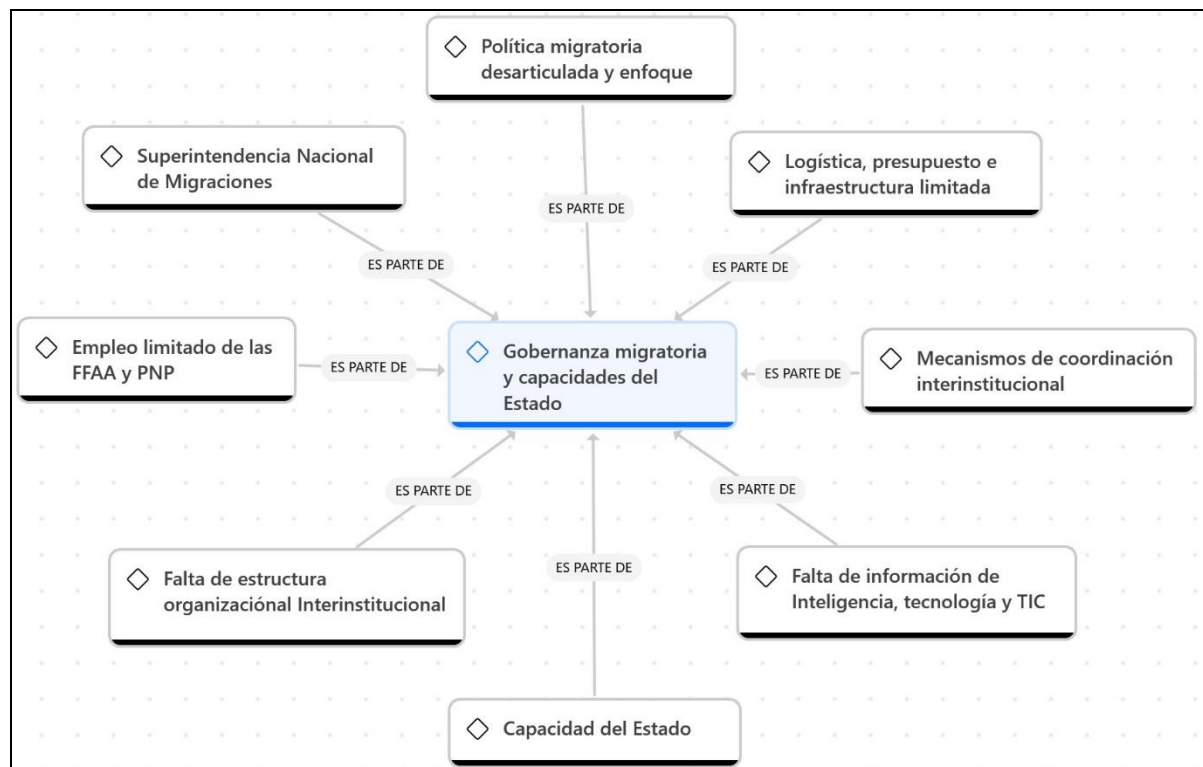 Política migratoria
desarticulada y enfoque
Superintendencia Nacional
de Migraciones
Logística, presupuesto e
infraestructura limitada
ES PARTE DE
ES PARTE DE
ES PARTE DE
Empleo limitado de las
FFAA y PNP
ES PARTE DE
Gobernanza migratoria
y capacidades del
Estado
ES PARTE DE
Mecanismos de coordinación
interinstitucional
ES PARTE DE
ES PARTE DE
ES PARTE DE
Falta de estructura
organizaciónal Interinstitucional
Falta de información de
Inteligencia, tecnología y TIC
Capacidad del Estado